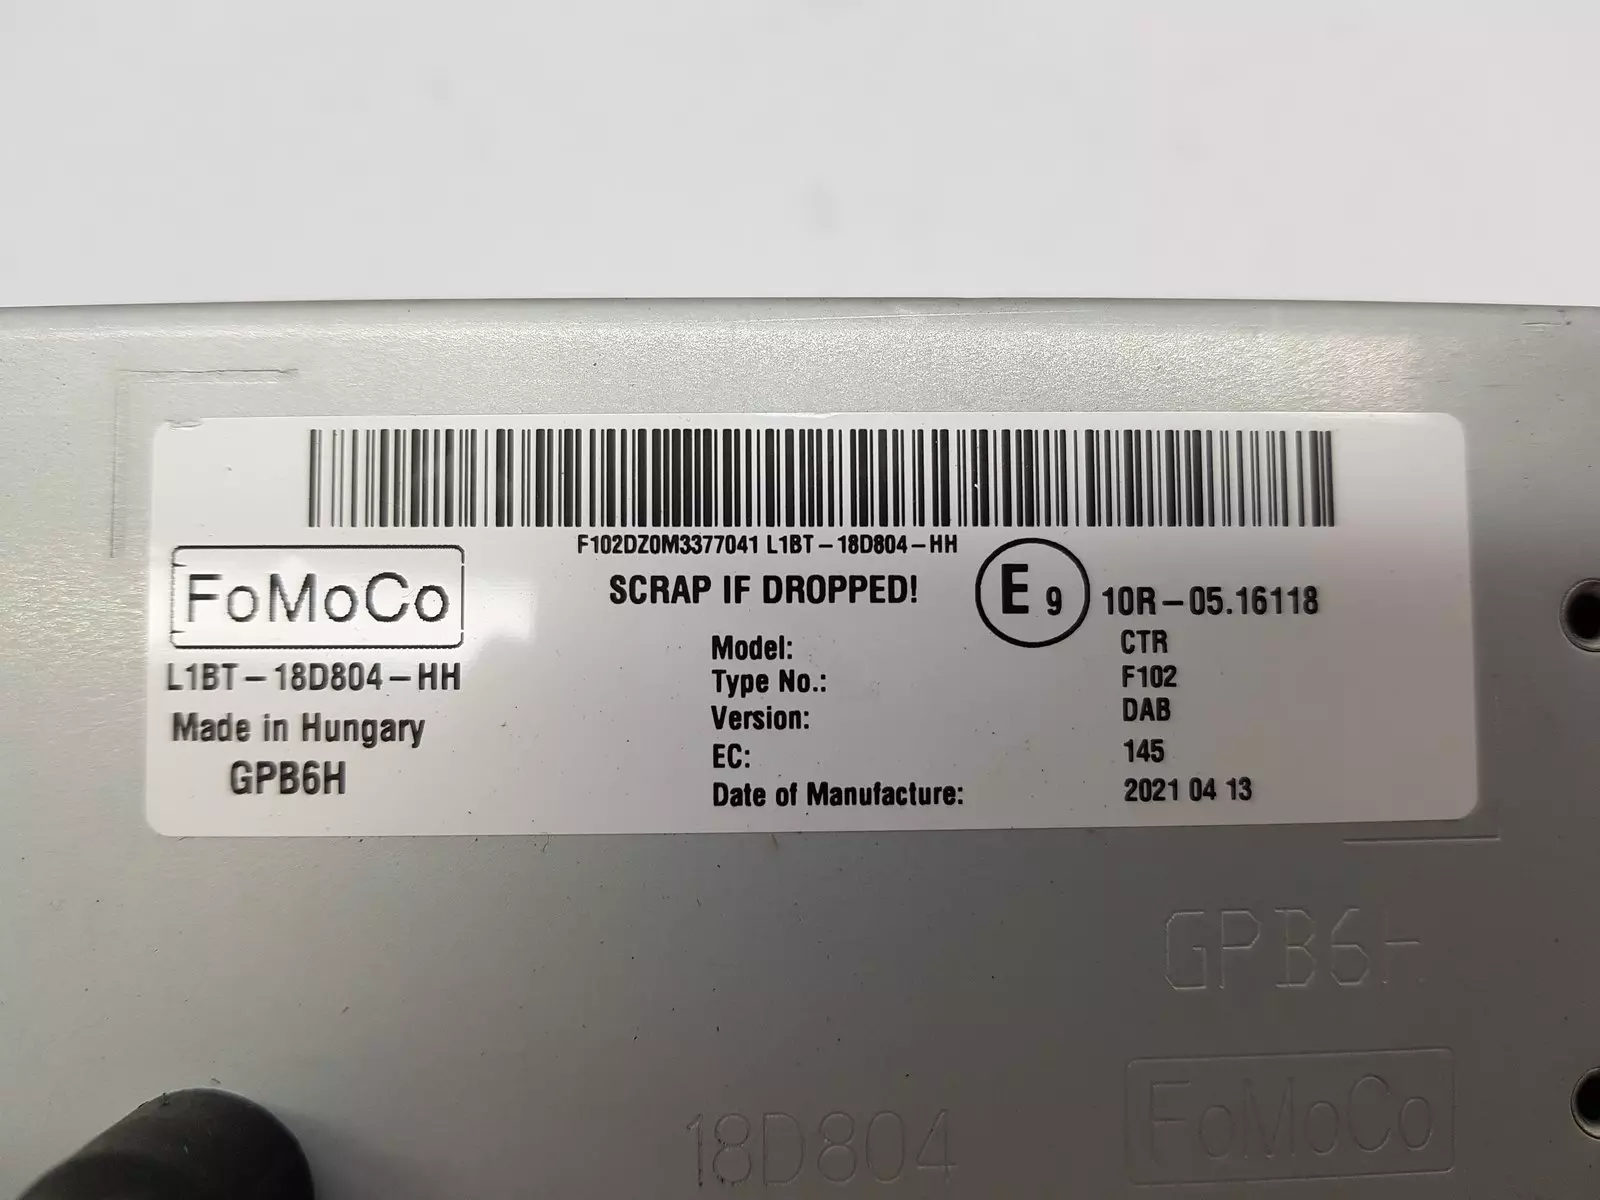 F102DZ0M3377041 L1BT-18D804-HH
FoMoCo
L1BT-18D804-HH
Made in Hungary
GPB6H
SCRAP IF DROPPED!
E9 10R-05.16118
Model: CTR
Type No.: F102
Version: DAB
EC: 145
Date of Manufacture: 2021 04 13
GPB6H
FoMoCo
18D804